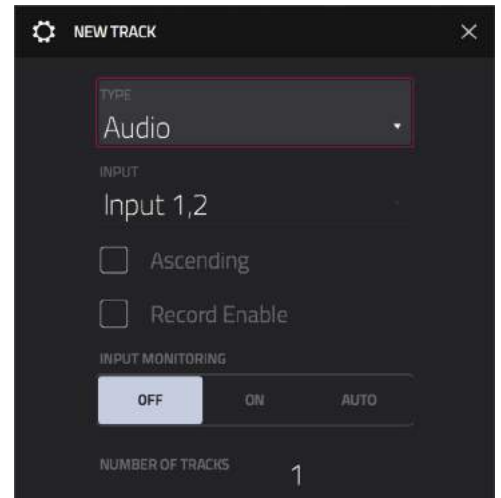 NEW TRACK
TYPE
Audio
INPUT
Input 1,2
Ascending
Record Enable
INPUT MONITORING
OFF ON AUTO
NUMBER OF TRACKS 1